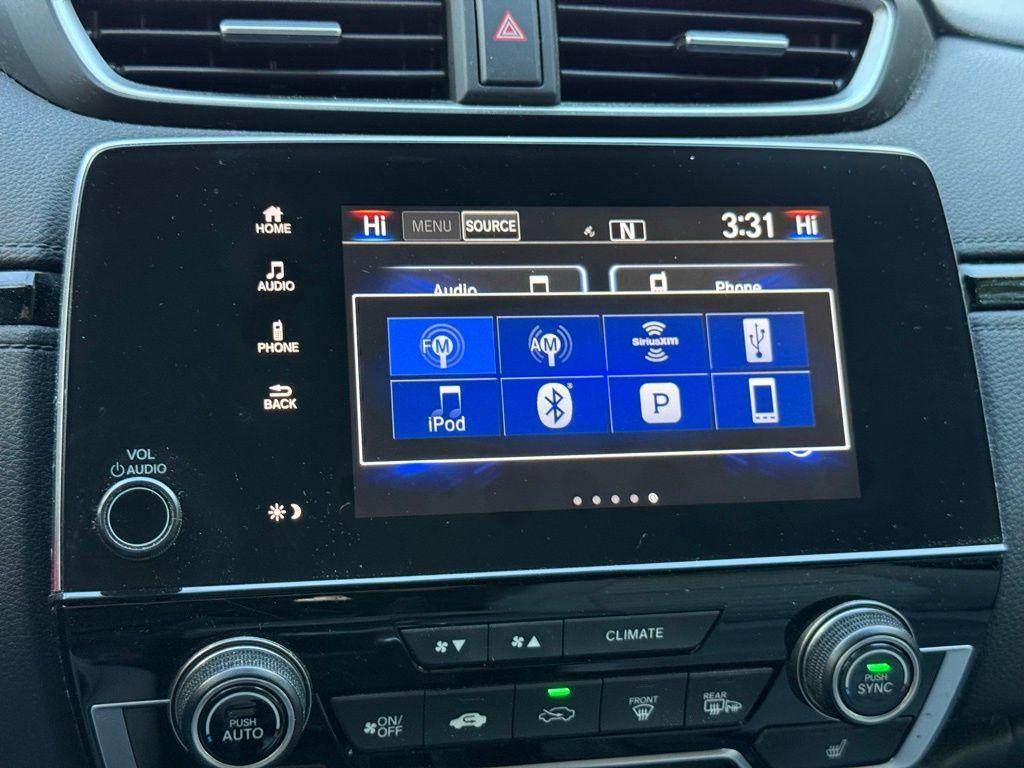 Hi MENU SOURCE N 3:31 Hi
HOME
AUDIO
PHONE
BACK
VOL
AUDIO
Audio Phone
FM AM SiriusXM
iPod P
CLIMATE
PUSH
AUTO
ON/
OFF
FRONT
REAR
PUSH
SYNC